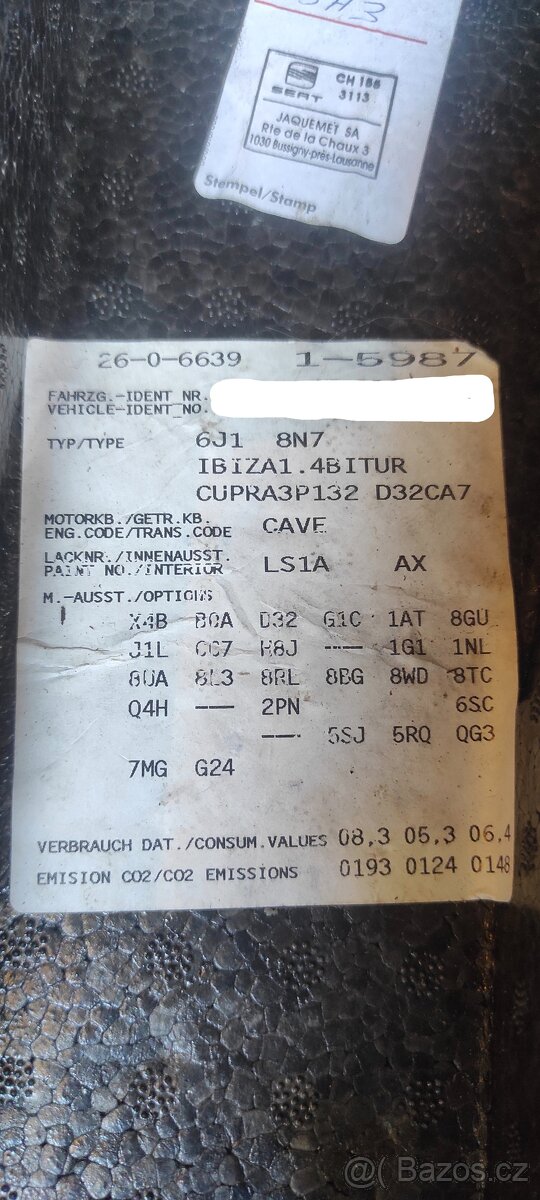 SEAT
CH 186
3113
JAQUEMET SA
Rte de la Chaux 3
1030 Bussigny-près-Lausanne
Stempel/Stamp
26-0-6639 1-5987
FAHRZG.-IDENT NR.
VEHICLE-IDENT NO.
TYP/TYPE 6J1 8N7
IBIZA1.4BITUR
CUPRA3P132 D32CA7
MOTORKB./GETR.KB.
ENG.CODE/TRANS.CODE CAVE
LACKNR./INNENAUSST.
PAINT NO./INTERIOR LS1A AX
M.-AUSST./OPTIONS
X4B B0A D32 G1C 1AT 8GU
J1L H8J --- 1G1 1NL
8UA 8L3 8RL 8BG 8WD 8TC
Q4H --- 2PN 6SC
--- 5SJ 5RQ QG3
7MG G24
VERBRAUCH DAT./CONSUM.VALUES 08,3 05,3 06,4
EMISION CO2/CO2 EMISSIONS 0193 0124 0148
@ Bazos.cz